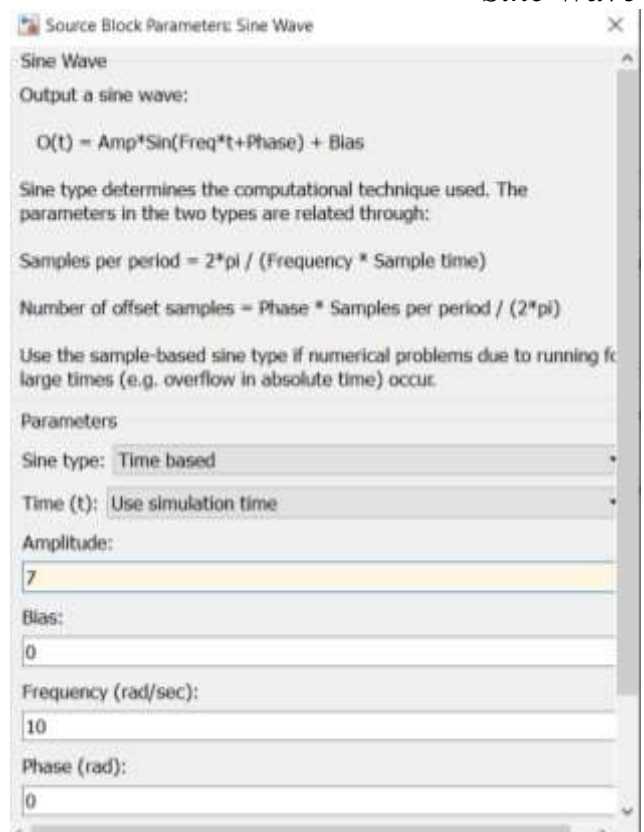 Source Block Parameters: Sine Wave
Sine Wave
Output a sine wave:
O(t) = Amp*Sin(Freq*t+Phase) + Bias
Sine type determines the computational technique used. The
parameters in the two types are related through:
Samples per period = 2*pi / (Frequency * Sample time)
Number of offset samples = Phase * Samples per period / (2*pi)
Use the sample-based sine type if numerical problems due to running fo
large times (e.g. overflow in absolute time) occur.
Parameters
Sine type: Time based
Time (t): Use simulation time
Amplitude:
7
Bias:
0
Frequency (rad/sec):
10
Phase (rad):
0